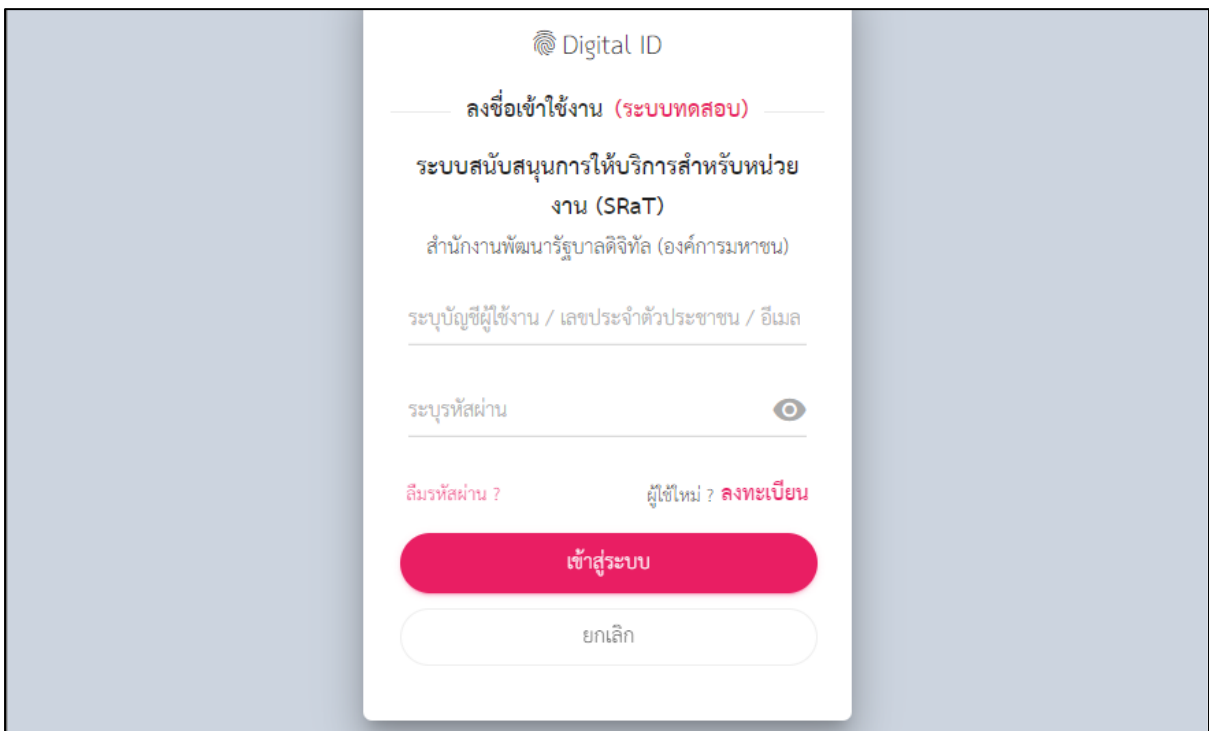 Digital ID
ลงชื่อเข้าใช้งาน (ระบบทดสอบ)
ระบบสนับสนุนการให้บริการสำหรับหน่วย
งาน (SRaT)
สำนักงานพัฒนารัฐบาลดิจิทัล (องค์การมหาชน)
ระบุบัญชีผู้ใช้งาน / เลขประจำตัวประชาชน / อีเมล
ระบุรหัสผ่าน
ลืมรหัสผ่าน ? ผู้ใช้ใหม่ ? ลงทะเบียน
เข้าสู่ระบบ
ยกเลิก